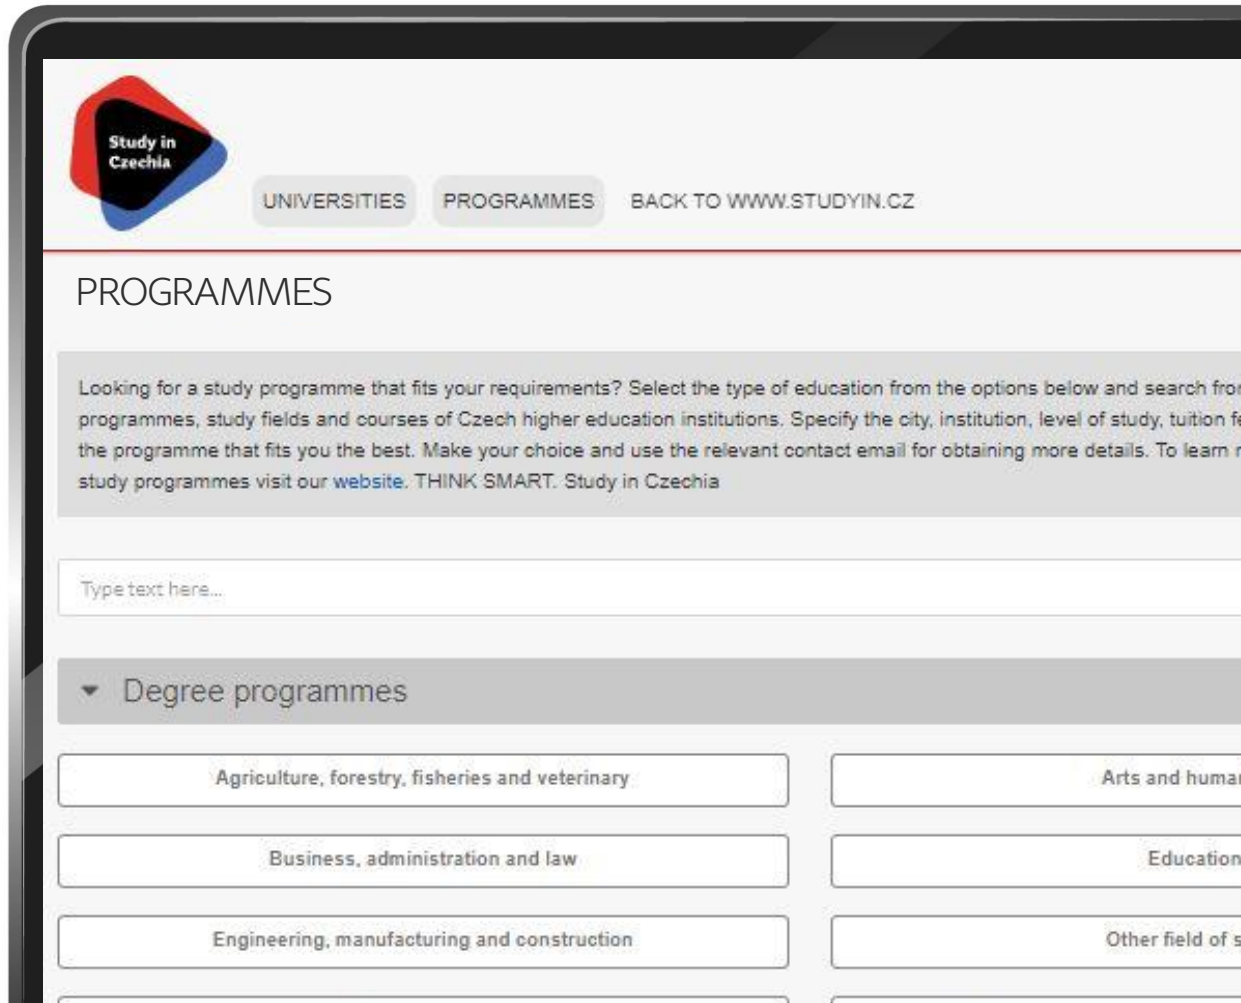 Study in
Czechia
UNIVERSITIES PROGRAMMES BACK TO WWW.STUDYIN.CZ
PROGRAMMES
Looking for a study programme that fits your requirements? Select the type of education from the options below and search
programmes, study fields and courses of Czech higher education institutions. Specify the city, institution, level of study, tuition
the programme that fits you the best. Make your choice and use the relevant contact email for obtaining more details. To learn
study programmes visit our website. THINK SMART. Study in Czechia
Type text here...
Degree programmes
Agriculture, forestry, fisheries and veterinary
Arts and
Business, administration and law
Education
Engineering, manufacturing and construction
Other field of